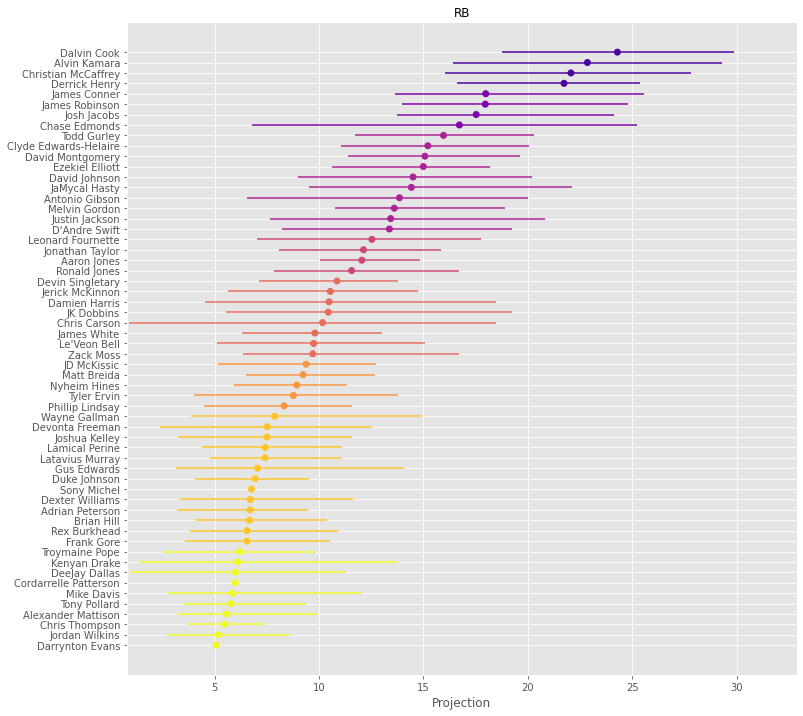 RB
Dalvin Cook
Alvin Kamara
Christian McCaffrey
Derrick Henry
James Conner
James Robinson
Josh Jacobs
Chase Edmonds
Todd Gurley
Clyde Edwards-Helaire
David Montgomery
Ezekiel Elliott
David Johnson
JaMycal Hasty
Antonio Gibson
Melvin Gordon
Justin Jackson
D'Andre Swift
Leonard Fournette
Jonathan Taylor
Aaron Jones
Ronald Jones
Devin Singletary
Jerick McKinnon
Damien Harris
JK Dobbins
Chris Carson
James White
Le'Veon Bell
Zack Moss
JD McKissic
Matt Breida
Nyheim Hines
Tyler Ervin
Phillip Lindsay
Wayne Gallman
Devonta Freeman
Joshua Kelley
Lamical Perine
Latavius Murray
Gus Edwards
Duke Johnson
Sony Michel
Dexter Williams
Adrian Peterson
Brian Hill
Rex Burkhead
Frank Gore
Troymaine Pope
Kenyan Drake
DeeJay Dallas
Cordarrelle Patterson
Mike Davis
Tony Pollard
Alexander Mattison
Chris Thompson
Jordan Wilkins
Darrynton Evans
5 10 15 20 25 30
Projection